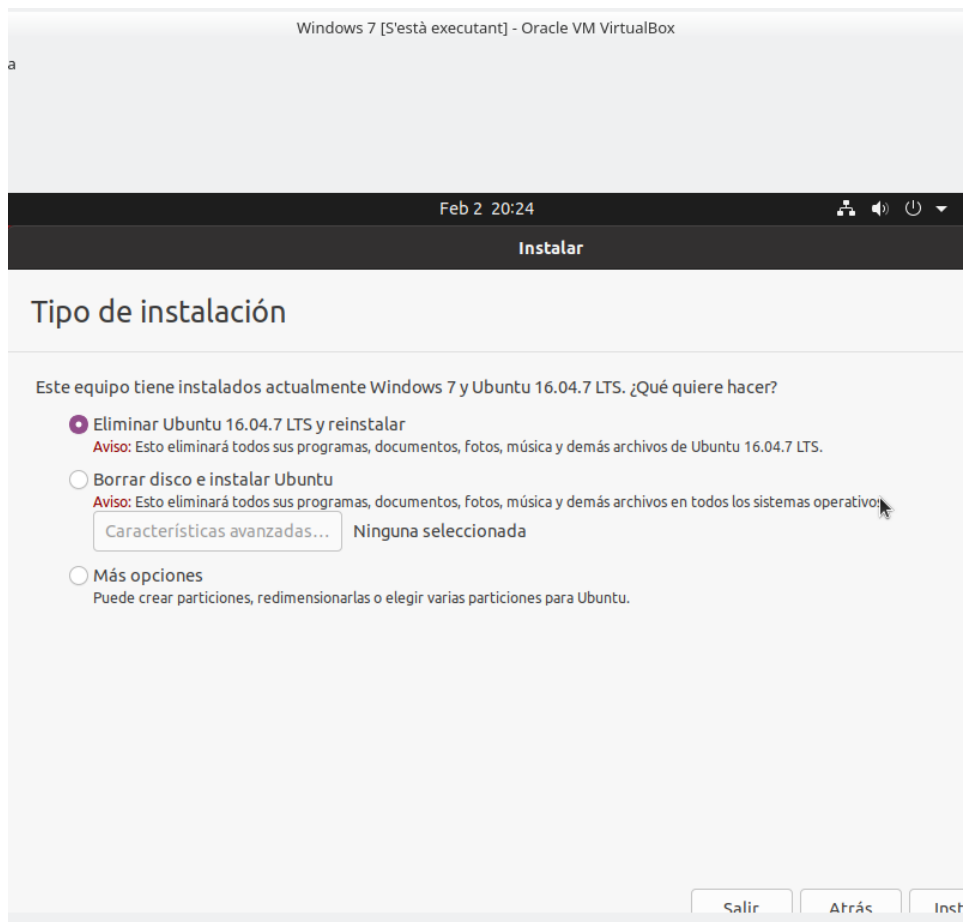 Windows 7 [S'està executant] - Oracle VM VirtualBox
a
Feb 2 20:24
Instalar
Tipo de instalación
Este equipo tiene instalados actualmente Windows 7 y Ubuntu 16.04.7 LTS. ¿Qué quiere hacer?
Eliminar Ubuntu 16.04.7 LTS y reinstalar
Aviso: Esto eliminará todos sus programas, documentos, fotos, música y demás archivos de Ubuntu 16.04.7 LTS.
Borrar disco e instalar Ubuntu
Aviso: Esto eliminará todos sus programas, documentos, fotos, música y demás archivos en todos los sistemas operativos
Características avanzadas... Ninguna seleccionada
Más opciones
Puede crear particiones, redimensionarlas o elegir varias particiones para Ubuntu.
Salir Atrás Inst